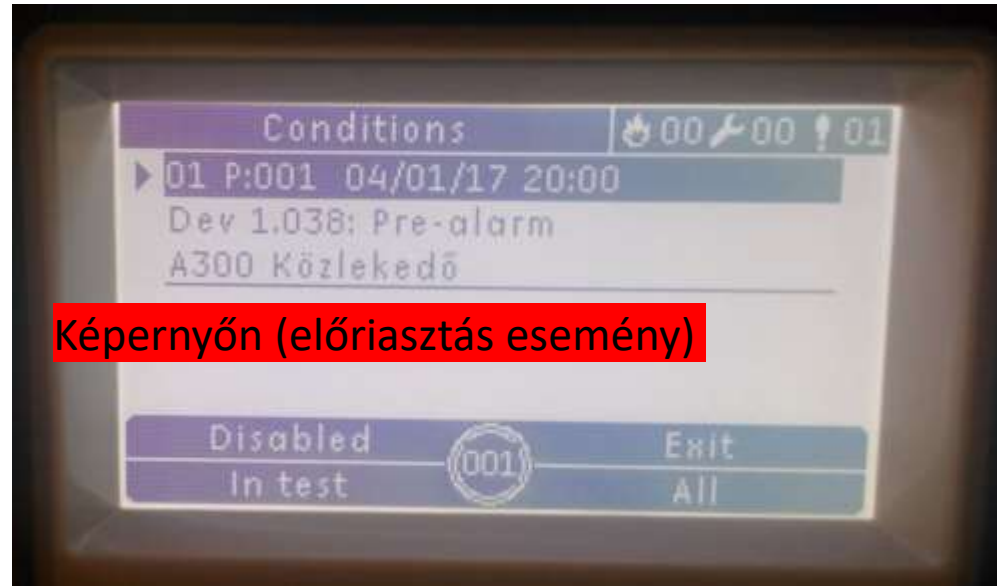 Conditions 00 00 01
01 P:001 04/01/17 20:00
Dev 1.038: Pre-alarm
A300 Közlekedő
Képernyőn (előriasztás esemény)
Disabled 001 Exit
In test All